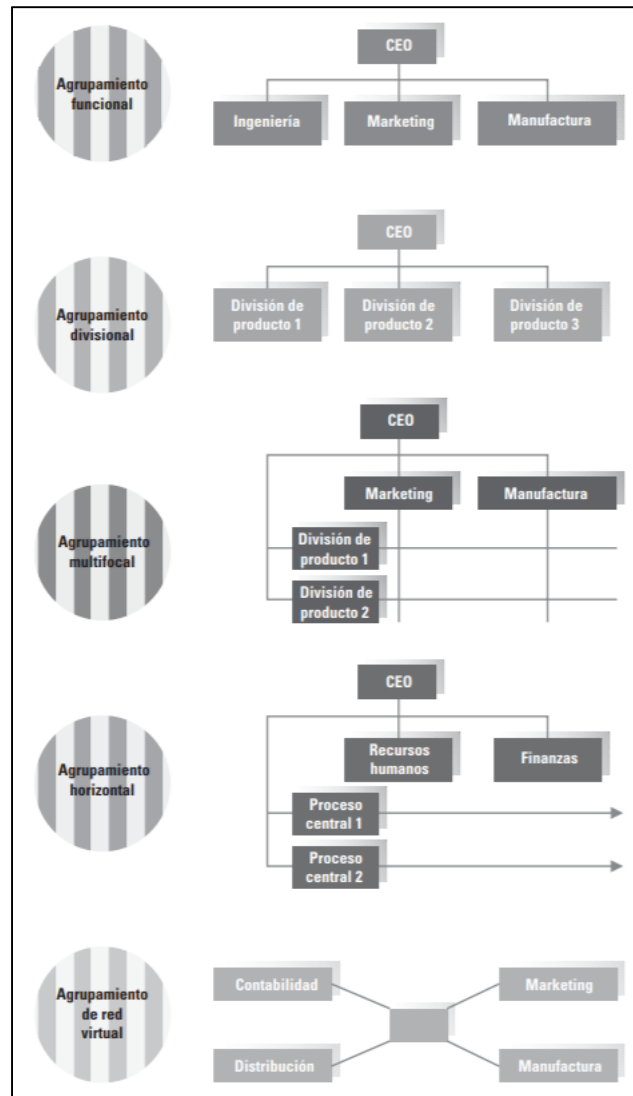 CEO
Agrupamiento
funcional
Ingeniería
Marketing
Manufactura
CEO
Agrupamiento
divisional
División de
producto 1
División de
producto 2
División de
producto 3
CEO
Agrupamiento
multifocal
Marketing
Manufactura
División de
producto 1
División de
producto 2
CEO
Agrupamiento
horizontal
Recursos
humanos
Finanzas
Proceso
central 1
Proceso
central 2
Agrupamiento
de red
virtual
Contabilidad
Marketing
Distribución
Manufactura